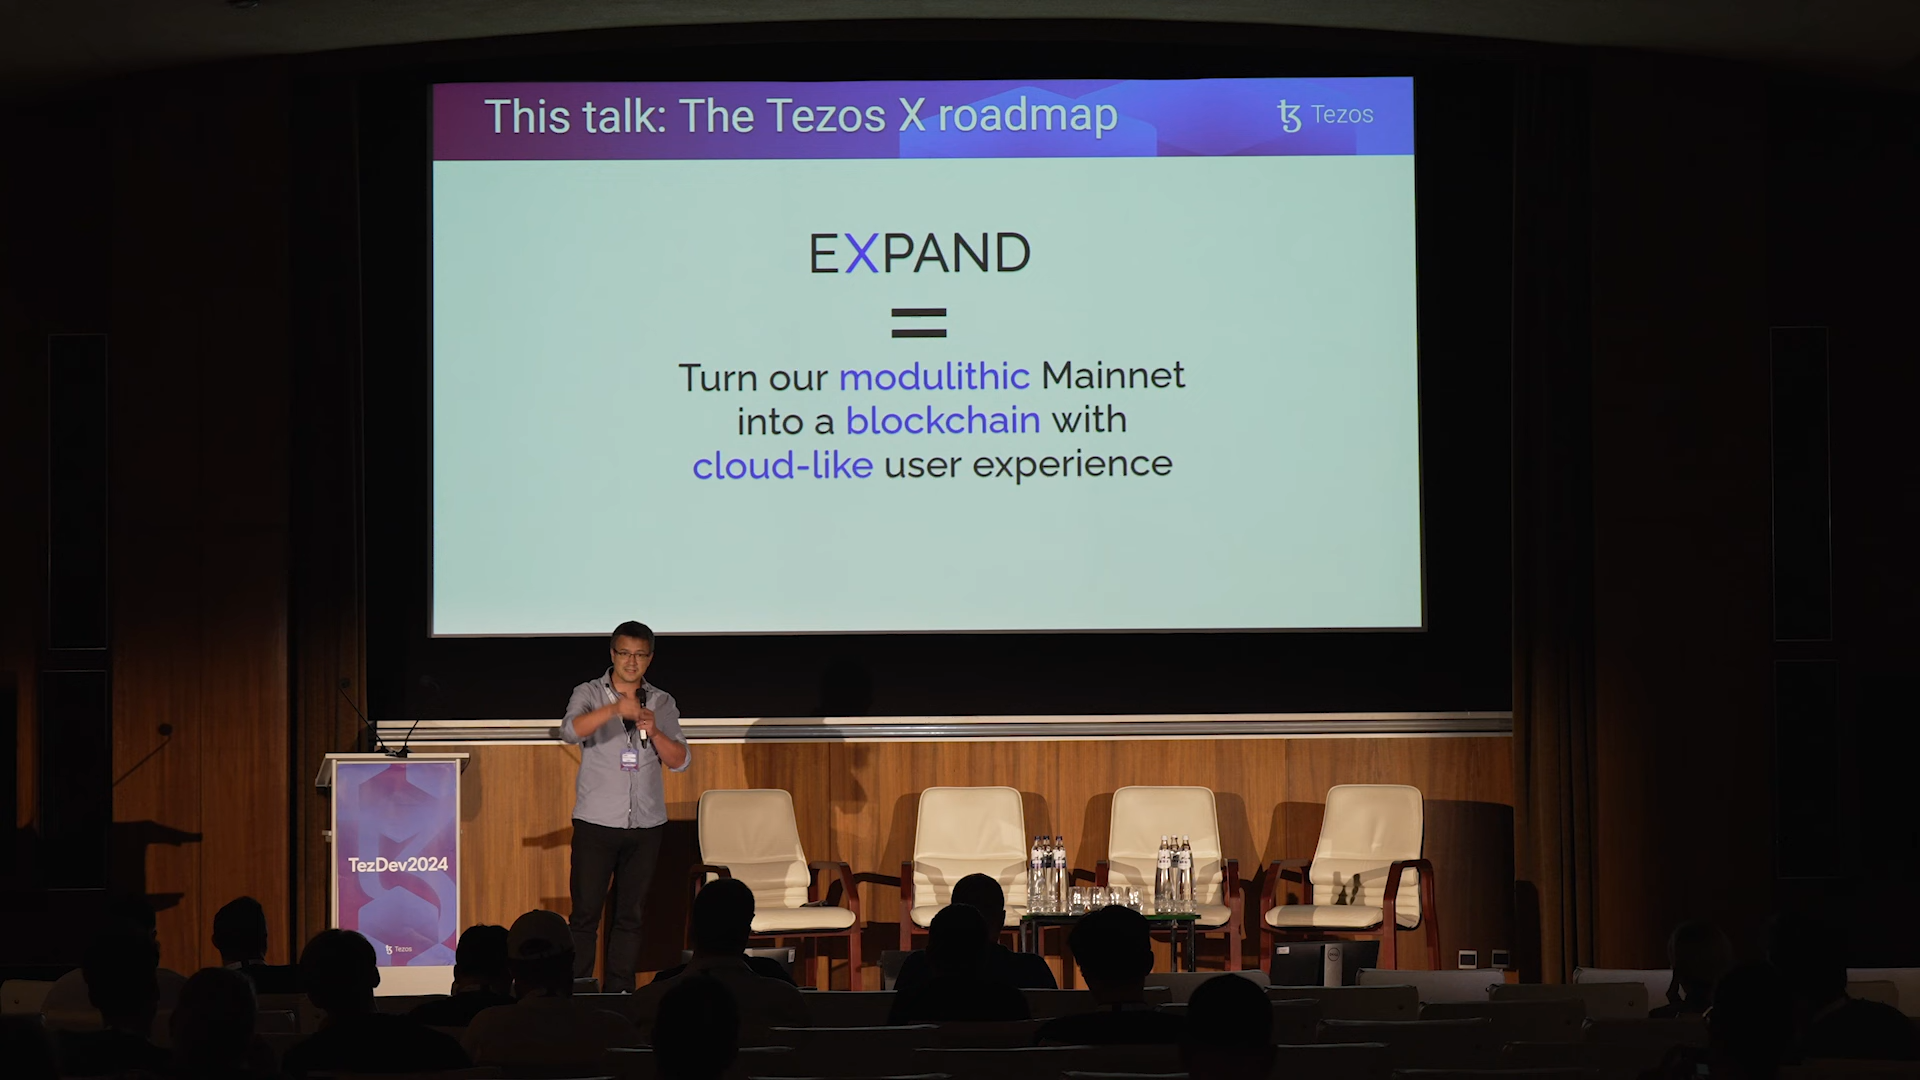 This talk: The Tezos X roadmap
Tezos
EXPAND
=
Turn our modulithic Mainnet
into a blockchain with
cloud-like user experience
TezDev2024
Tezos